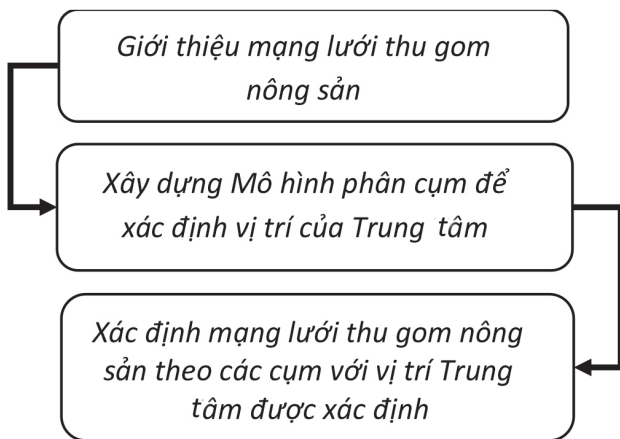 Giới thiệu mạng lưới thu gom
nông sản
Xây dựng Mô hình phân cụm để
xác định vị trí của Trung tâm
Xác định mạng lưới thu gom nông
sản theo các cụm với vị trí Trung
tâm được xác định